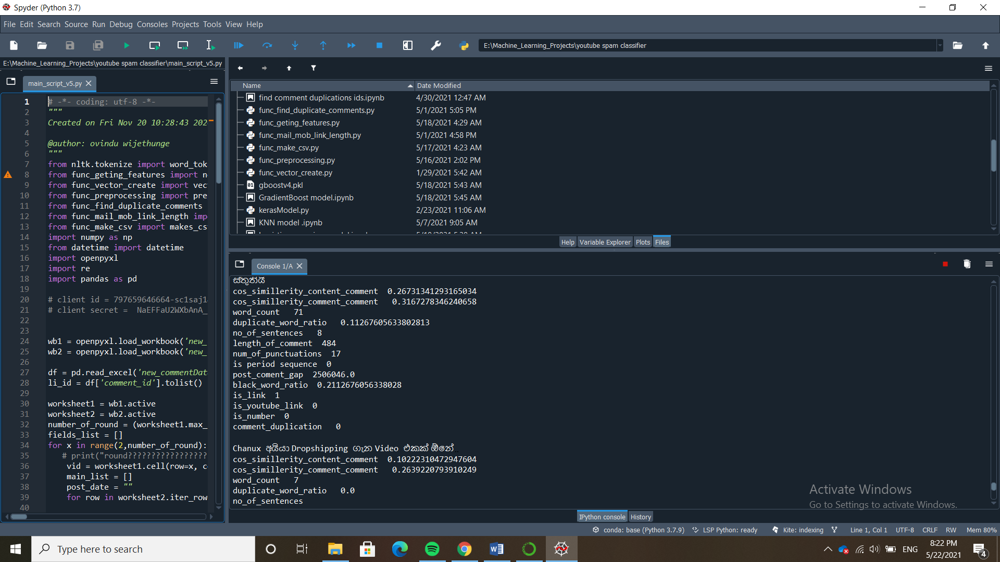 Spyder (Python 3.7)
File Edit Search Source Run Debug Consoles Projects Tools View Help
E:\Machine_Learning_Projects\youtube spam classifier
E:\Machine_Learning_Projects\youtube spam classifier\main_script_v5.py
main_script_v5.py
1 # -*- coding: utf-8 -*-
2 """
3 Created on Fri Nov 20 10:28:43 202
4
5 @author: ovindu wijethunge
6 """
7 from nltk.tokenize import word_tok
8 from func_geting_features import n
9 from func_vector_create import vec
10 from func_preprocessing import pre
11 from func_find_duplicate_comments
12 from func_mail_mob_link_length imp
13 from func_make_csv import makes_cs
14 import numpy as np
15 from datetime import datetime
16 import openpyxl
17 import re
18 import pandas as pd
19
20 # client id = 797659646664-sc1saj1
21 # client secret =  NaEFFaU2WXbAnA_
22
23
24 wb1 = openpyxl.load_workbook('new_
25 wb2 = openpyxl.load_workbook('new_
26
27 df = pd.read_excel('new_commentDat
28 li_id = df['comment_id'].tolist()
29
30 worksheet1 = wb1.active
31 worksheet2 = wb2.active
32 number_of_round = (worksheet1.max_
33 fields_list = []
34 for x in range(2,number_of_round):
35 # print("round?????????????????
36 vid = worksheet1.cell(row=x, c
37 main_list = []
38 post_date = ""
39 for row in worksheet2.iter_row
40
Name Date Modified
find comment duplications ids.ipynb 4/30/2021 12:47 AM
func_find_duplicate_comments.py 5/1/2021 5:05 PM
func_geting_features.py 5/18/2021 4:29 AM
func_mail_mob_link_length.py 5/1/2021 4:58 PM
func_make_csv.py 5/17/2021 4:23 AM
func_preprocessing.py 5/16/2021 2:02 PM
func_vector_create.py 1/29/2021 5:42 AM
gboostv4.pkl 5/18/2021 5:43 AM
GradientBoost model.ipynb 5/18/2021 5:45 AM
kerasModel.py 2/23/2021 11:06 AM
KNN model .ipynb 5/7/2021 9:05 AM
Help Variable Explorer Plots Files
Console 1/A
ස්තුතියි
cos_simillerity_content_comment 0.26731341293165034
cos_simillerity_comment_comment 0.3167278346240658
word_count 71
duplicate_word_ratio 0.11267605633802813
no_of_sentences 8
length_of_comment 484
num_of_punctuations 17
is period sequence 0
post_coment_gap 2506046.0
black_word_ratio 0.2112676056338028
is_link 1
is_youtube_link 0
is_number 0
comment_duplication 0
Chanux අයියා Dropshipping ගැන Video එකක් ඕනේ
cos_simillerity_content_comment 0.10222310472947604
cos_simillerity_comment_comment 0.2639220793910249
word_count 7
duplicate_word_ratio 0.0
no_of_sentences
Activate Windows
Go to Settings to activate Windows.
IPython console History
conda: base (Python 3.7.9) LSP Python: ready Kite: indexing Line 1, Col 1 UTF-8 CRLF RW Mem 80%
Type here to search
ENG
8:22 PM
5/22/2021
4